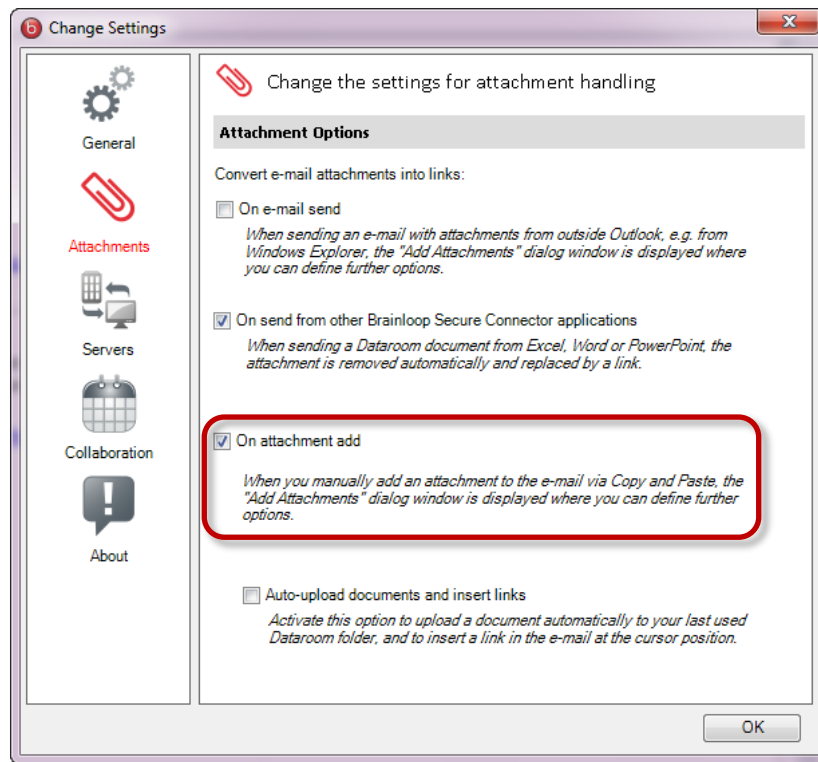 Change Settings
x
General
Attachments
Servers
Collaboration
About
Change the settings for attachment handling
Attachment Options
Convert e-mail attachments into links:
On e-mail send
When sending an e-mail with attachments from outside Outlook, e.g. from
Windows Explorer, the "Add Attachments" dialog window is displayed where
you can define further options.
On send from other Brainloop Secure Connector applications
When sending a Dataroom document from Excel, Word or PowerPoint, the
attachment is removed automatically and replaced by a link.
On attachment add
When you manually add an attachment to the e-mail via Copy and Paste, the
"Add Attachments" dialog window is displayed where you can define further
options.
Auto-upload documents and insert links
Activate this option to upload a document automatically to your last used
Dataroom folder, and to insert a link in the e-mail at the cursor position.
OK